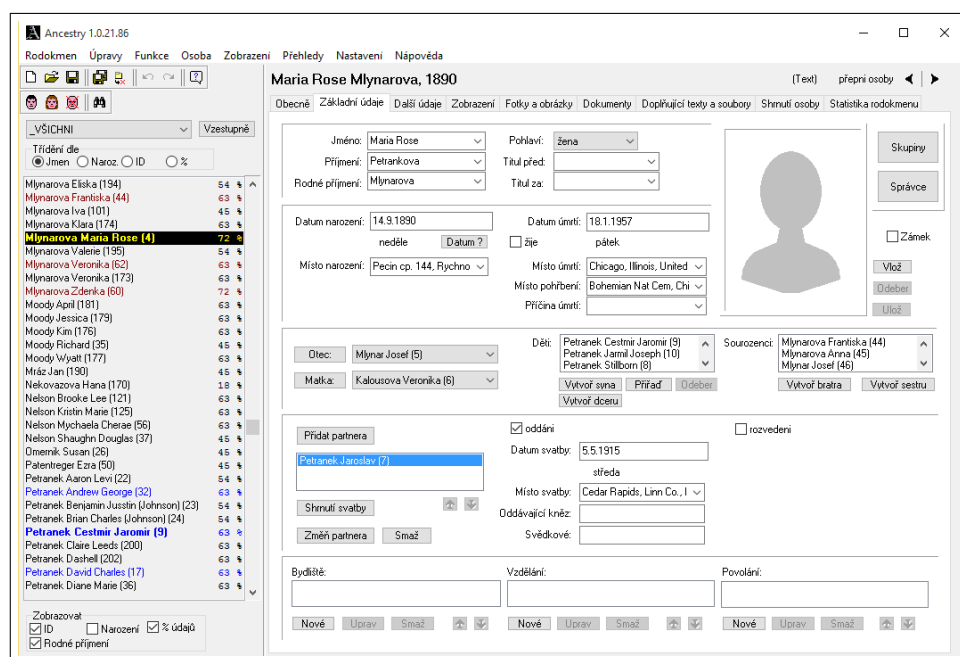 Ancestry 1.0.21.86
Rodokmen Úpravy Funkce Osoba Zobrazení Přehledy Nastavení Nápověda
_VŠICHNI Vzestupně
Třídění dle
Jmen Naroz. ID %
Mlynarova Eliska (194) 54 %
Mlynarova Frantiska (44) 63 %
Mlynarova Iva (101) 45 %
Mlynarova Klara (174) 63 %
Mlynarova Maria Rose (4) 72 %
Mlynarova Valerie (195) 54 %
Mlynarova Veronika (62) 63 %
Mlynarova Veronika (173) 63 %
Mlynarova Zdenka (60) 72 %
Moody April (181) 63 %
Moody Jessica (179) 63 %
Moody Kim (176) 63 %
Moody Richard (35) 45 %
Moody Wyatt (177) 63 %
Mráz Jan (190) 45 %
Nekovazova Hana (170) 18 %
Nelson Brooke Lee (121) 63 %
Nelson Kristin Marie (125) 63 %
Nelson Mychaela Cherae (56) 63 %
Nelson Shaughn Douglas (37) 45 %
Omernik Susan (26) 45 %
Patentreger Ezra (50) 45 %
Petranek Aaron Levi (22) 54 %
Petranek Andrew George (32) 63 %
Petranek Benjamin Jusstin (Johnson) (23) 54 %
Petranek Brian Charles (Johnson) (24) 54 %
Petranek Cestmir Jaromir (9) 63 %
Petranek Claire Leeds (200) 63 %
Petranek Dashell (202) 63 %
Petranek David Charles (17) 63 %
Petranek Diane Marie (36) 63 %
Zobrazovat
ID Narození % údajů
Rodné příjmení
Maria Rose Mlynarova, 1890 (Text) přepni osoby
Obecně Základní údaje Další údaje Zobrazení Fotky a obrázky Dokumenty Doplňující texty a soubory Shrnutí osoby Statistika rodokmenu
Jméno: Maria Rose Pohlaví: žena
Příjmení: Petrankova Titul před:
Rodné příjmení: Mlynarova Titul za:
Skupiny
Správce
Datum narození: 14.9.1890 Datum úmrtí: 18.1.1957
neděle Datum ? žije pátek
Místo narození: Pecin cp. 144, Rychno Místo úmrtí: Chicago, Illinois, United
Místo pohřbení: Bohemian Nat Cem, Chi
Příčina úmrtí:
Zámek
Vlož
Odeber
Ulož
Otec: Mlynar Josef (5)
Matka: Kalousova Veronika (6)
Děti: Petranek Cestmir Jaromir (9)
Petranek Jarmil Joseph (10)
Petranek Stillborn (8)
Vytvoř syna Přiřaď Odeber
Vytvoř dceru
Sourozenci: Mlynarova Frantiska (44)
Mlynarova Anna (45)
Mlynar Josef (46)
Vytvoř bratra Vytvoř sestru
Přidat partnera
Petranek Jaroslav (7)
Shrnutí svatby
Změň partnera Smaž
oddáni rozvedeni
Datum svatby: 5.5.1915
středa
Místo svatby: Cedar Rapids, Linn Co., I
Oddávající kněz:
Svědkové:
Bydliště: Vzdělání: Povolání:
Nové Uprav Smaž Nové Uprav Smaž Nové Uprav Smaž